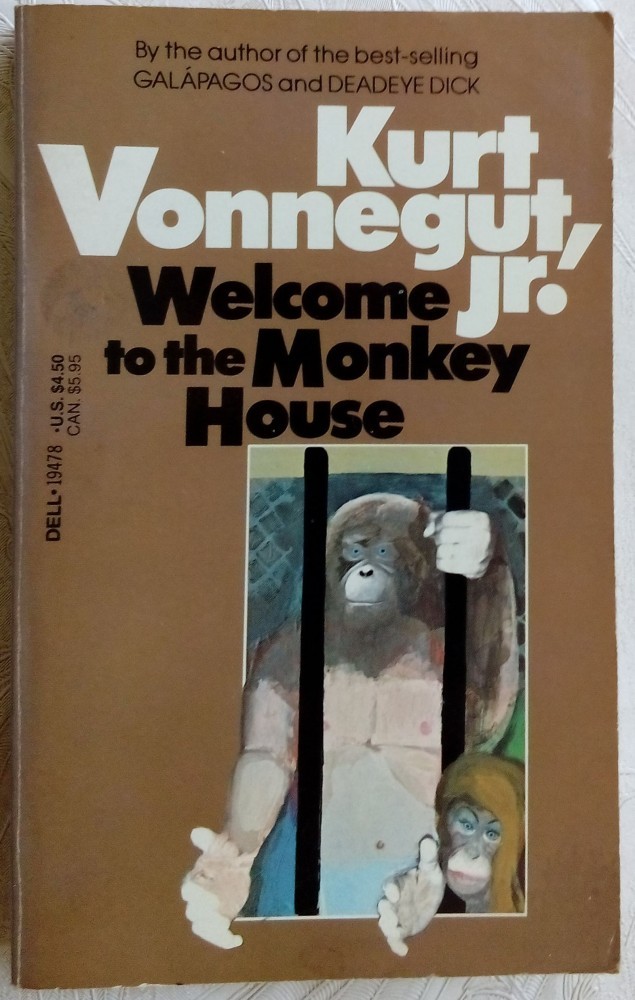 By the author of the best-selling
GALÁPAGOS and DEADEYE DICK
Kurt
Vonnegut,
jr.!
Welcome
to the Monkey
House
DELL • 19478 • U.S. $4.50
CAN. $5.95